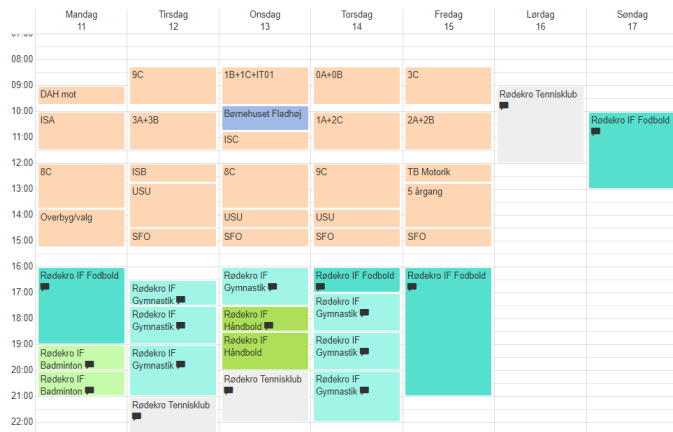 Mandag
11
Tirsdag
12
Onsdag
13
Torsdag
14
Fredag
15
Lørdag
16
Søndag
17
08:00
09:00
10:00
11:00
12:00
13:00
14:00
15:00
16:00
17:00
18:00
19:00
20:00
21:00
22:00
DAH mot
ISA
8C
Overbyg/valg
Rødekro IF Fodbold
Rødekro IF
Badminton
Rødekro IF
Badminton
9C
3A+3B
ISB
USU
SFO
Rødekro IF
Gymnastik
Rødekro IF
Gymnastik
Rødekro IF
Gymnastik
Rødekro Tennisklub
1B+1C+IT01
Børnehuset Fladhøj
ISC
8C
USU
SFO
Rødekro IF
Gymnastik
Rødekro IF
Håndbold
Rødekro IF
Håndbold
Rødekro Tennisklub
0A+0B
1A+2C
9C
USU
SFO
Rødekro IF Fodbold
Rødekro IF
Gymnastik
Rødekro IF
Gymnastik
Rødekro IF
Gymnastik
3C
2A+2B
TB Motorik
5 årgang
SFO
Rødekro IF Fodbold
Rødekro Tennisklub
Rødekro IF Fodbold